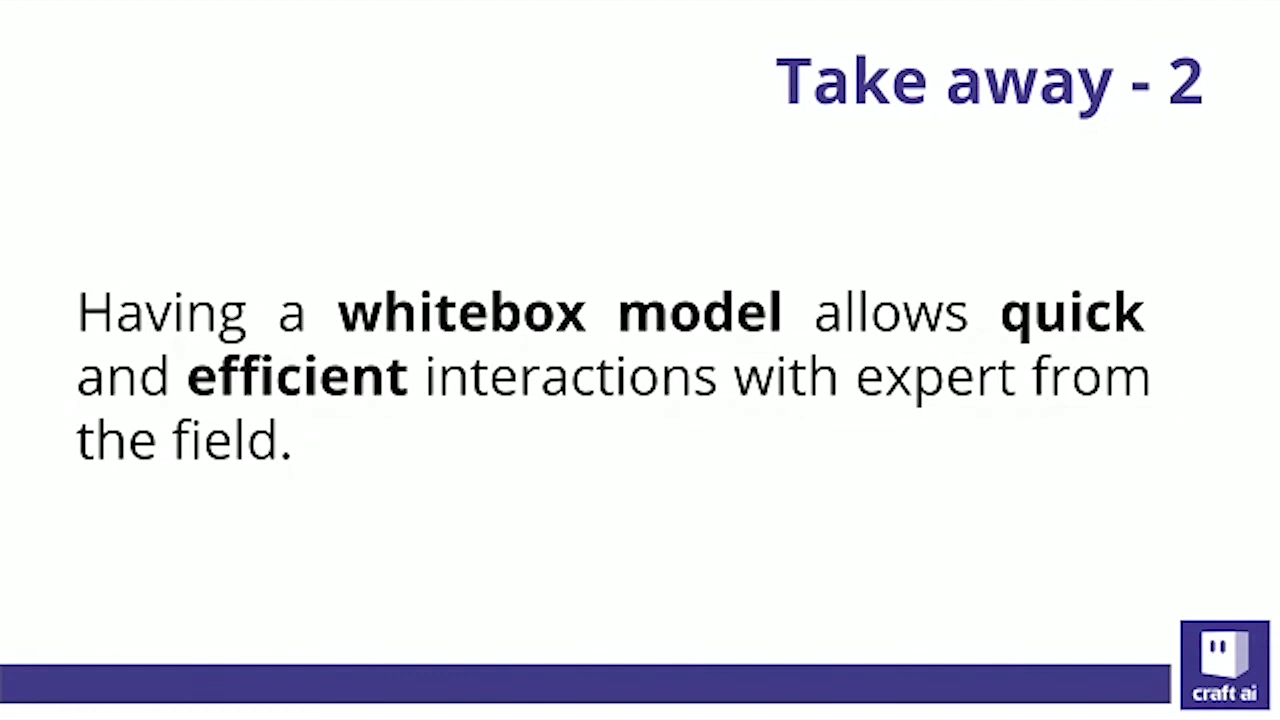 Take away - 2
Having a whitebox model allows quick
and efficient interactions with expert from
the field.
craft ai